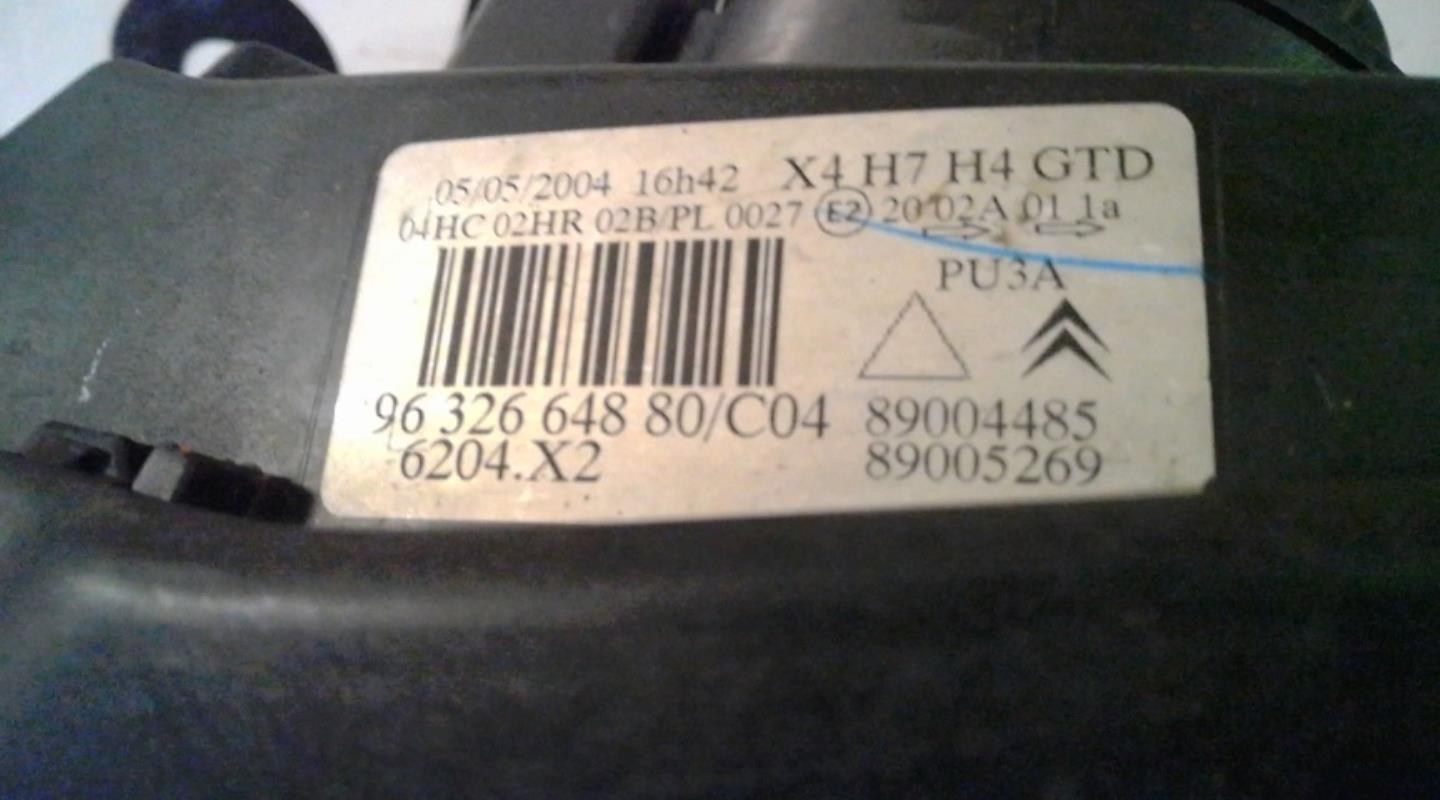 05/05/2004 16h42 X4 H7 H4 GTD
04HC 02HR 02B/PL 0027 E2 20 02A 01 1a
PU3A
96 326 648 80/C04 89004485
6204.X2 89005269